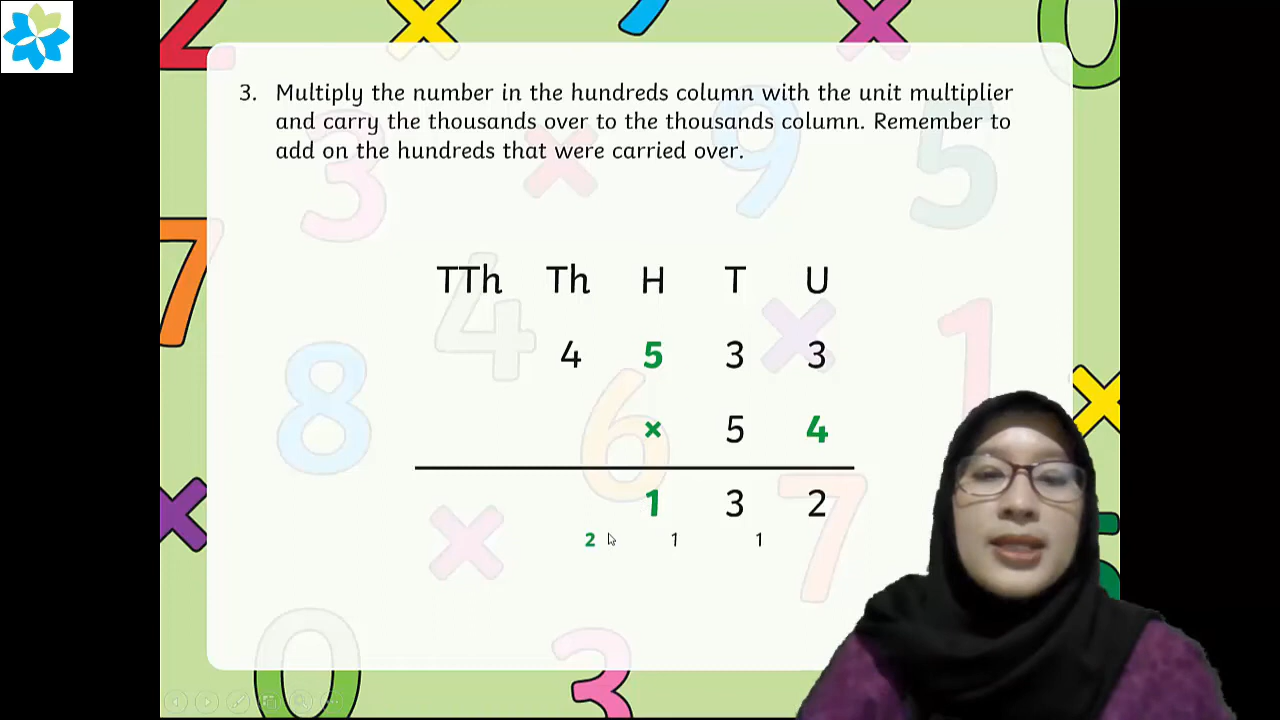 3. Multiply the number in the hundreds column with the unit multiplier
and carry the thousands over to the thousands column. Remember to
add on the hundreds that were carried over.
TTh Th H T U
4 5 3 3
× 5 4
1 3 2
2 1 1